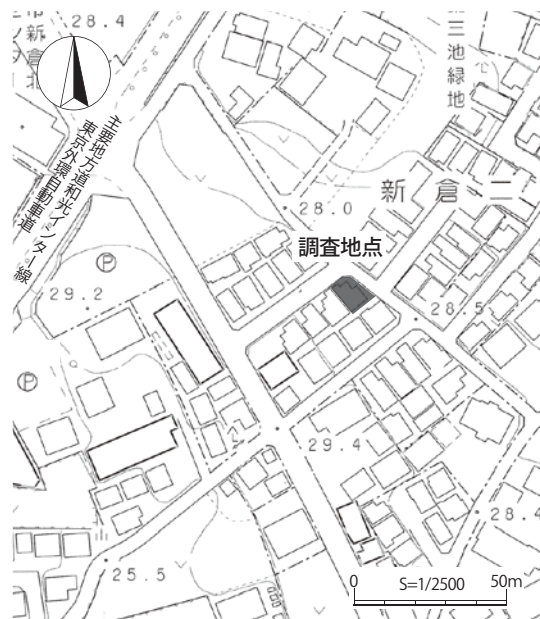 28.4
新倉北
三池緑地
主要地方道和光インター線
東京外環自動車道
28.0
新倉二
調査地点
P
29.2
28.5
P
29.4
28.4
25.5
0 S=1/2500 50m